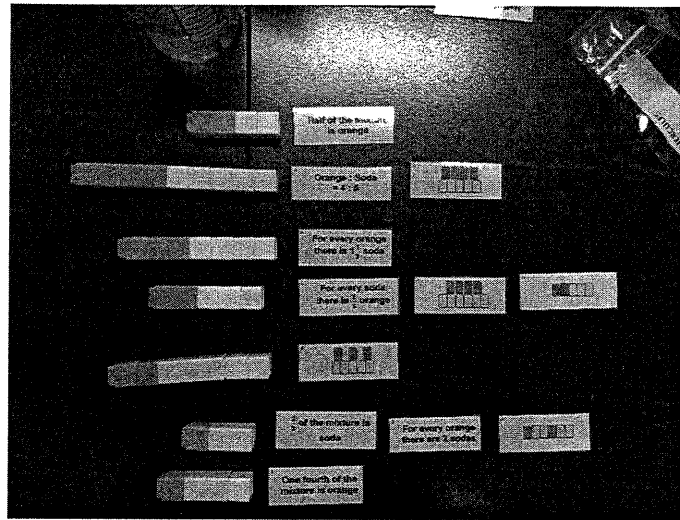 Half of the mixture
is orange
Orange : Soda
For every orange
there is 1 soda
For every soda
there is orange
of the mixture is
soda
For every orange
there are 2 sodas
One fourth of the
mixture is orange